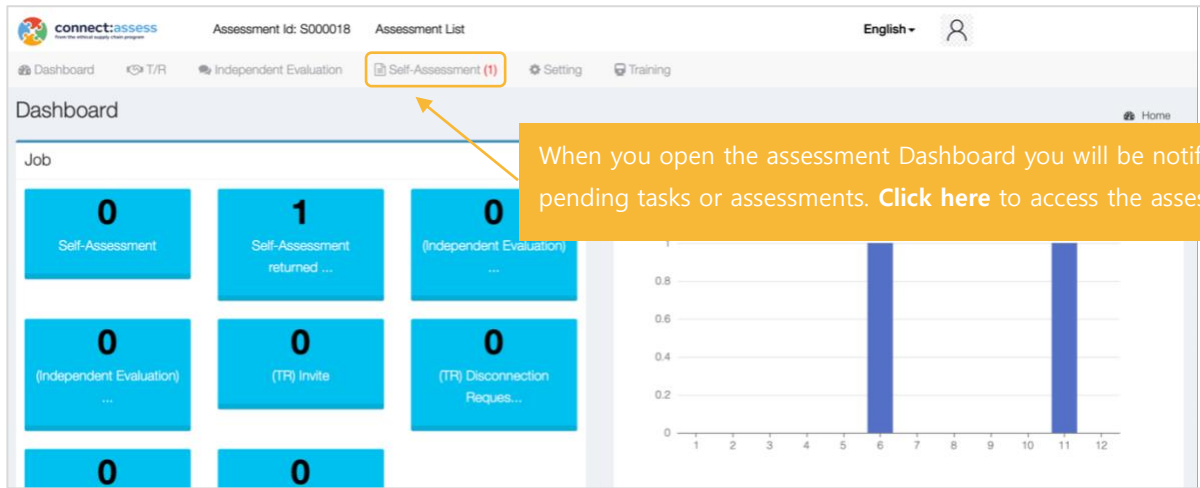 connect:assess
from the ethical supply chain program
Assessment Id: S000018
Assessment List
English
Dashboard
T/R
Independent Evaluation
Self-Assessment (1)
Setting
Training
Dashboard
Home
When you open the assessment Dashboard you will be notif
pending tasks or assessments. Click here to access the asses
Job
0
Self-Assessment
1
Self-Assessment
returned ...
0
(Independent Evaluation)
...
0
(Independent Evaluation)
...
0
(TR) Invite
0
(TR) Disconnection
Reques...
0
0
1
0.8
0.6
0.4
0.2
0
1 2 3 4 5 6 7 8 9 10 11 12